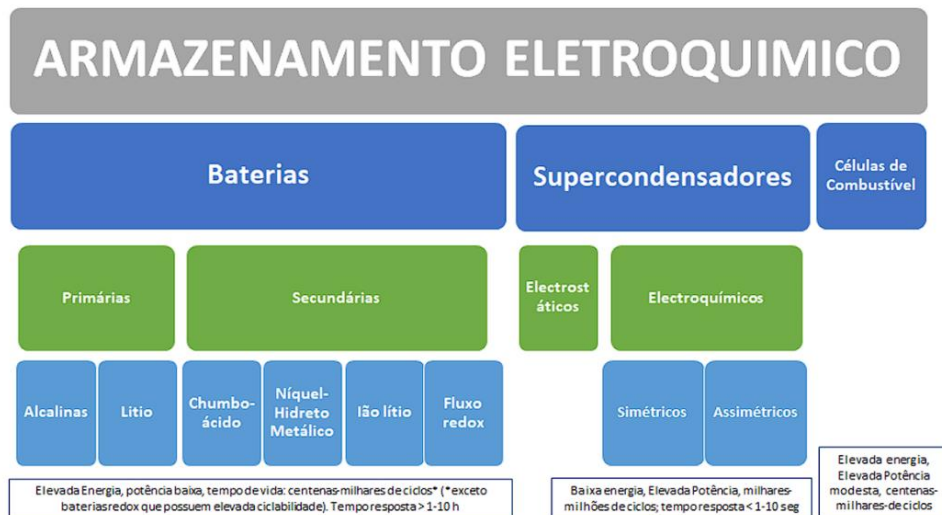 ARMAZENAMENTO ELETROQUIMICO
Baterias
Supercondensadores
Células de
Combustível
Primárias
Secundárias
Electrost
áticos
Electroquímicos
Alcalinas
Litio
Chumbo-
ácido
Níquel-
Hidreto
Metálico
Ião lítio
Fluxo
redox
Simétricos
Assimétricos
Elevada Energia, potência baixa, tempo de vida: centenas-milhares de ciclos* (*exceto
baterias redox que possuem elevada ciclabilidade). Tempo resposta > 1-10 h
Baixa energia, Elevada Potência, milhares-
milhões de ciclos; tempo resposta < 1-10 seg
Elevada energia,
Elevada Potência
modesta, centenas-
milhares-de ciclos